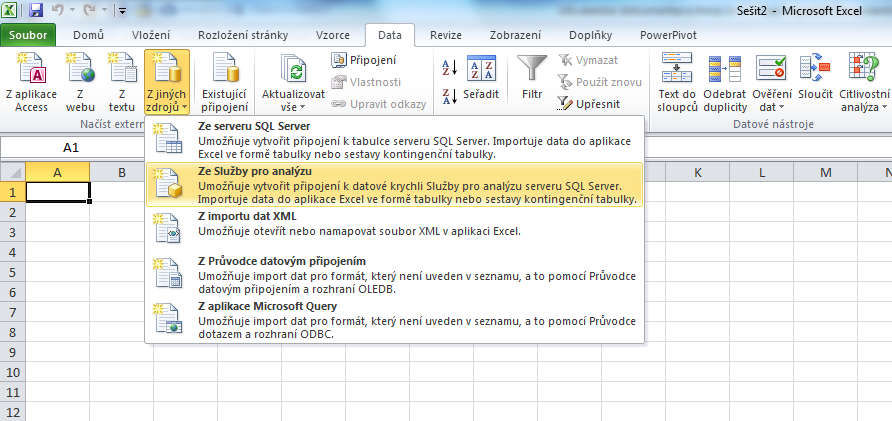 Sešit2 - Microsoft Excel
Soubor Domů Vložení Rozložení stránky Vzorce Data Revize Zobrazení Doplňky PowerPivot
Z aplikace Access
Z webu
Z textu
Z jiných zdrojů
Existující připojení
Načíst extern
Aktualizovat vše
Připojení
Vlastnosti
Upravit odkazy
Seřadit
Filtr
Vymazat
Použít znovu
Upřesnit
Text do sloupců
Odebrat duplicity
Ověření dat
Sloučit
Citlivostní analýza
Datové nástroje
A1
Ze serveru SQL Server
Umožňuje vytvořit připojení k tabulce serveru SQL Server. Importuje data do aplikace
Excel ve formě tabulky nebo sestavy kontingenční tabulky.
Ze Služby pro analýzu
Umožňuje vytvořit připojení k datové krychli Služby pro analýzu serveru SQL Server.
Importuje data do aplikace Excel ve formě tabulky nebo sestavy kontingenční tabulky.
Z importu dat XML
Umožňuje otevřít nebo namapovat soubor XML v aplikaci Excel.
Z Průvodce datovým připojením
Umožňuje import dat pro formát, který není uveden v seznamu, a to pomocí Průvodce
datovým připojením a rozhraní OLEDB.
Z aplikace Microsoft Query
Umožňuje import dat pro formát, který není uveden v seznamu, a to pomocí Průvodce
dotazem a rozhraní ODBC.
A B K L M N
1
2
3
4
5
6
7
8
9
10
11
12